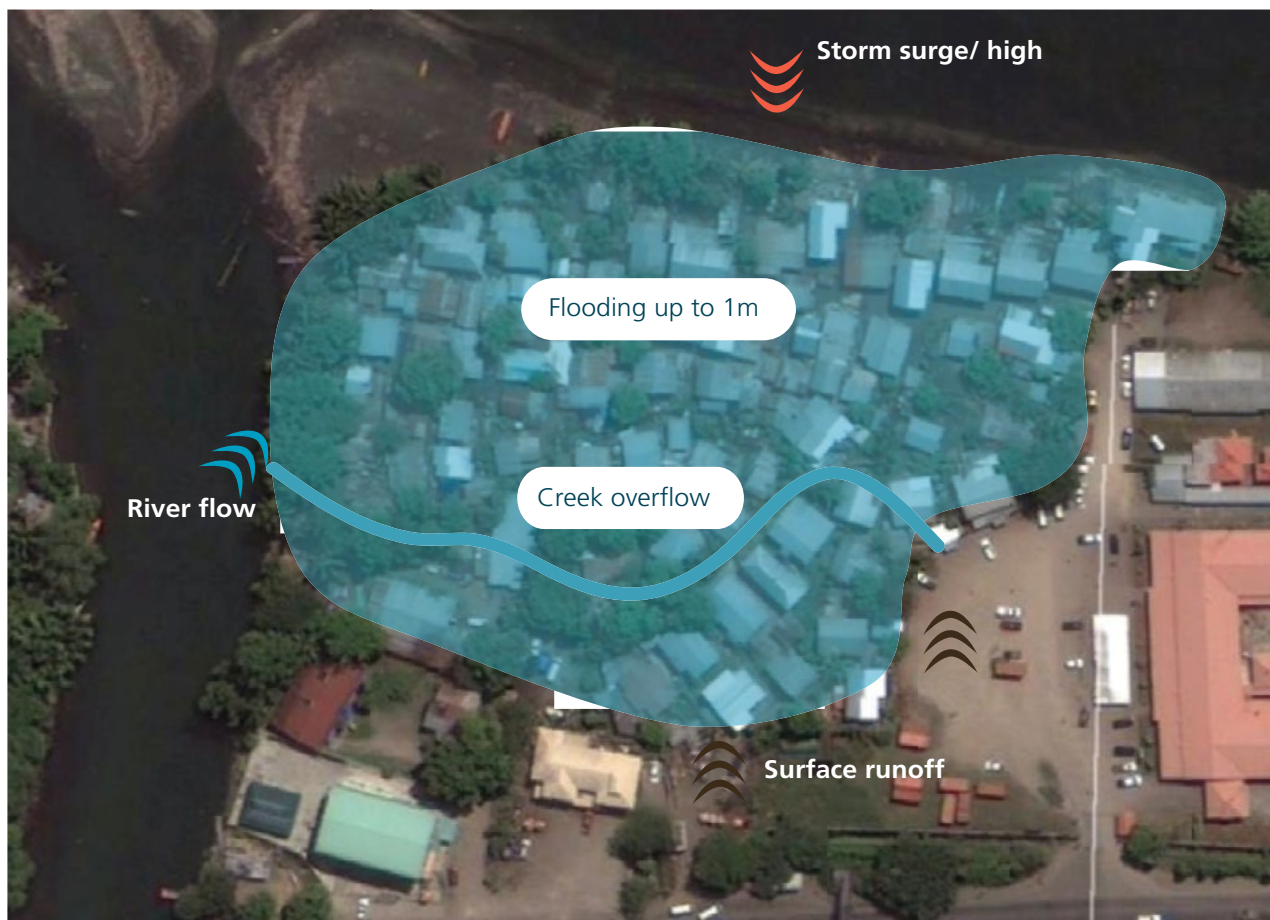 Storm surge/ high
Flooding up to 1m
Creek overflow
River flow
Surface runoff